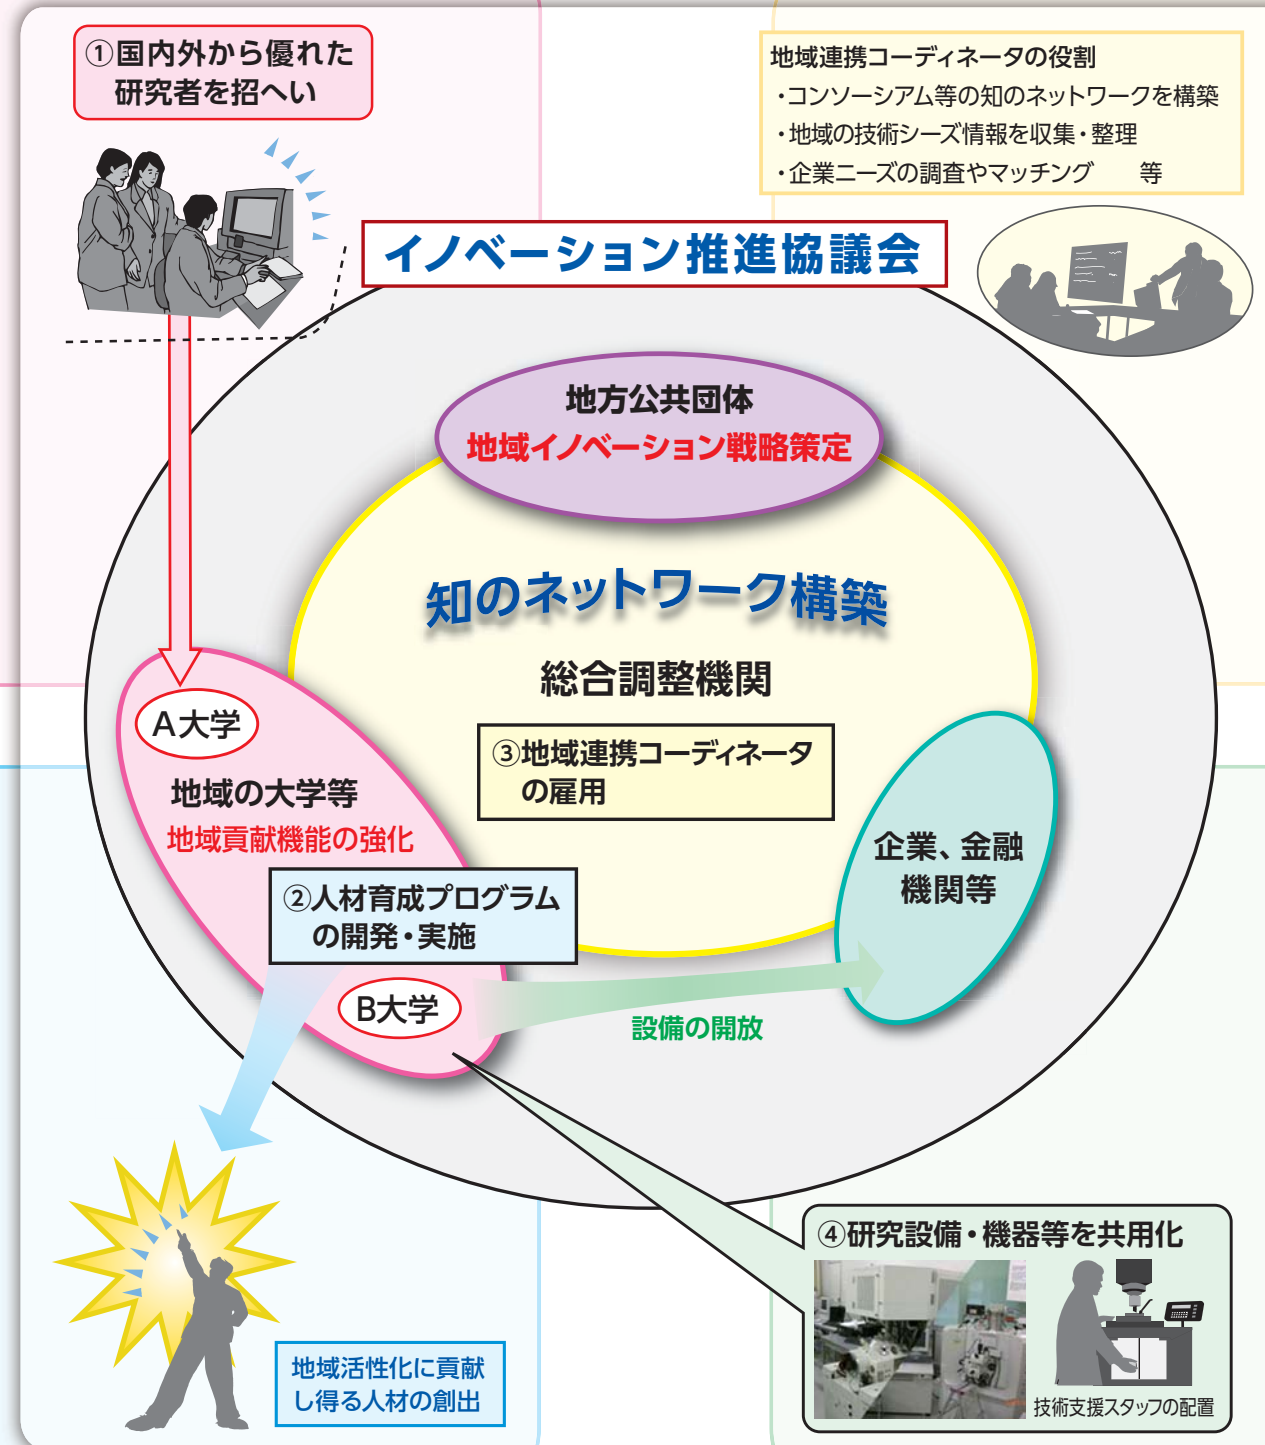 ①国内外から優れた
研究者を招へい
地域連携コーディネータの役割
・コンソーシアム等の知のネットワークを構築
・地域の技術シーズ情報を収集・整理
・企業ニーズの調査やマッチング　等
イノベーション推進協議会
地方公共団体
地域イノベーション戦略策定
知のネットワーク構築
総合調整機関
③地域連携コーディネータ
の雇用
A大学
地域の大学等
地域貢献機能の強化
②人材育成プログラム
の開発・実施
B大学
企業、金融
機関等
設備の開放
④研究設備・機器等を共用化
技術支援スタッフの配置
地域活性化に貢献
し得る人材の創出